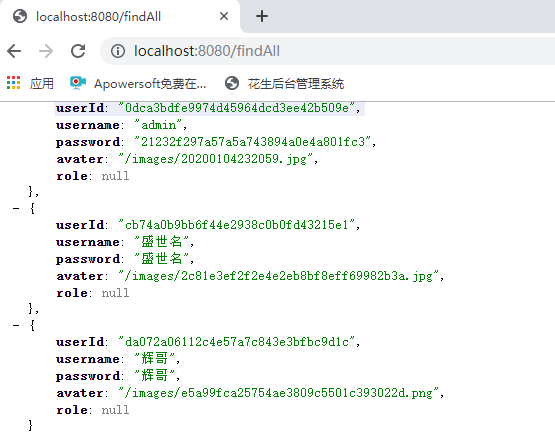 localhost:8080/findAll
localhost:8080/findAll
应用 Apowersoft免费在... 花生后台管理系统
userId: "0dca3bdfe9974d45964dcd3ee42b509e",
username: "admin",
password: "21232f297a57a5a743894a0e4a801fc3",
avater: "/images/20200104232059.jpg",
role: null
},
- {
userId: "cb74a0b9bb6f44e2938c0b0fd43215e1",
username: "盛世名",
password: "盛世名",
avater: "/images/2c81e3ef2f2e4e2eb8bf8eff69982b3a.jpg",
role: null
},
- {
userId: "da072a06112c4e57a7c843e3bfbc9d1c",
username: "辉哥",
password: "辉哥",
avater: "/images/e5a99fca25754ae3809c5501c393022d.png",
role: null
}